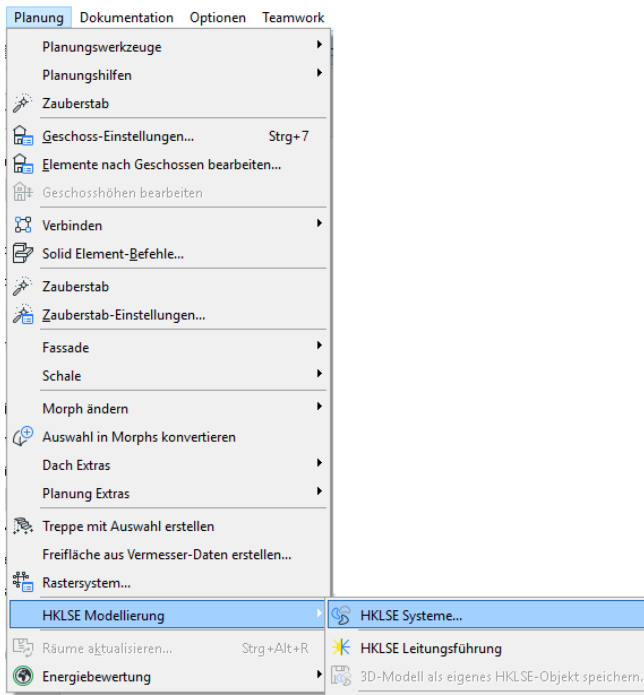 Planung Dokumentation Optionen Teamwork
Planungswerkzeuge
Planungshilfen
Zauberstab
Geschoss-Einstellungen... Strg+7
Elemente nach Geschossen bearbeiten...
Geschosshöhen bearbeiten
Verbinden
Solid Element-Befehle...
Zauberstab
Zauberstab-Einstellungen...
Fassade
Schale
Morph ändern
Auswahl in Morphs konvertieren
Dach Extras
Planung Extras
Treppe mit Auswahl erstellen
Freifläche aus Vermesser-Daten erstellen...
Rastersystem...
HKLSE Modellierung HKLSE Systeme...
Räume aktualisieren... Strg+Alt+R HKLSE Leitungsführung
Energiebewertung 3D-Modell als eigenes HKLSE-Objekt speichern...